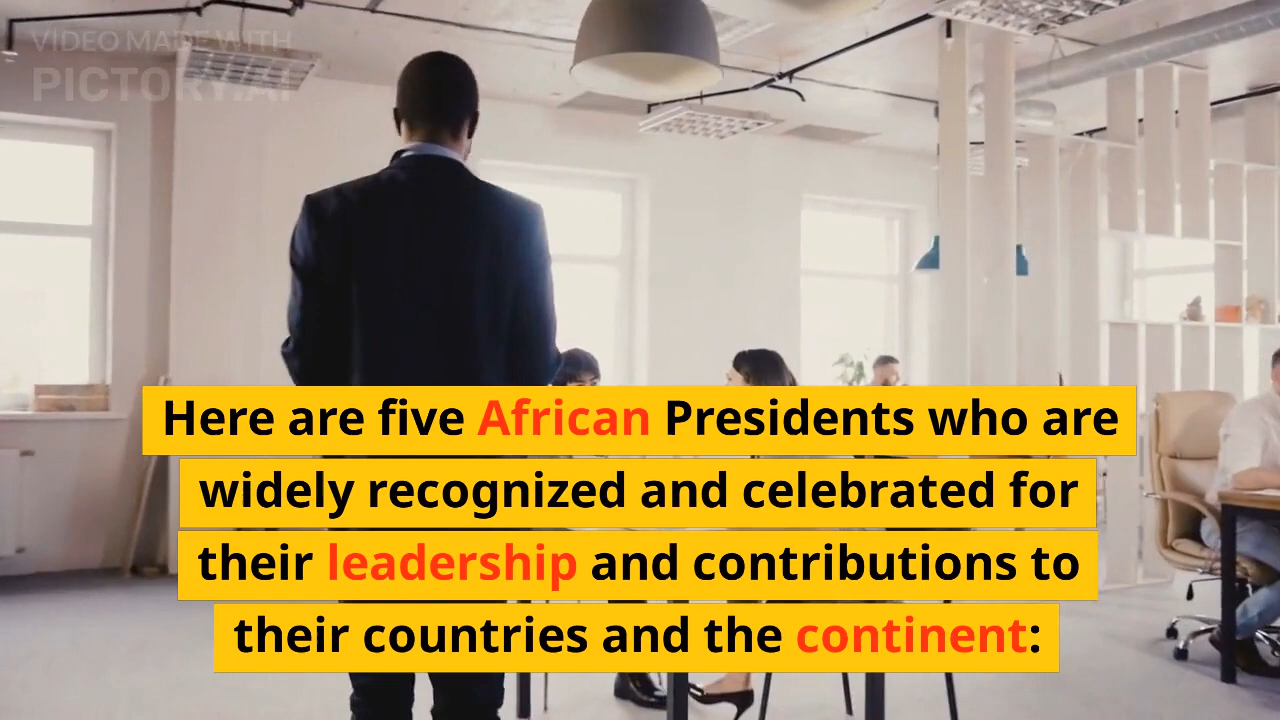 VIDEO MADE WITH
PICTORY.AI
Here are five African Presidents who are
widely recognized and celebrated for
their leadership and contributions to
their countries and the continent: